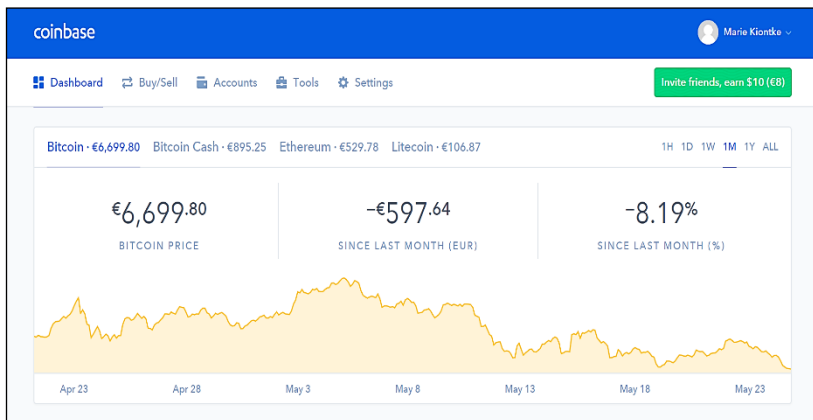 coinbase
Marie Kiontke
Dashboard Buy/Sell Accounts Tools Settings
Invite friends, earn $10 (€8)
Bitcoin · €6,699.80 Bitcoin Cash · €895.25 Ethereum · €529.78 Litecoin · €106.87 1H 1D 1W 1M 1Y ALL
€6,699.80 -€597.64 -8.19%
BITCOIN PRICE SINCE LAST MONTH (EUR) SINCE LAST MONTH (%)
Apr 23 Apr 28 May 3 May 8 May 13 May 18 May 23